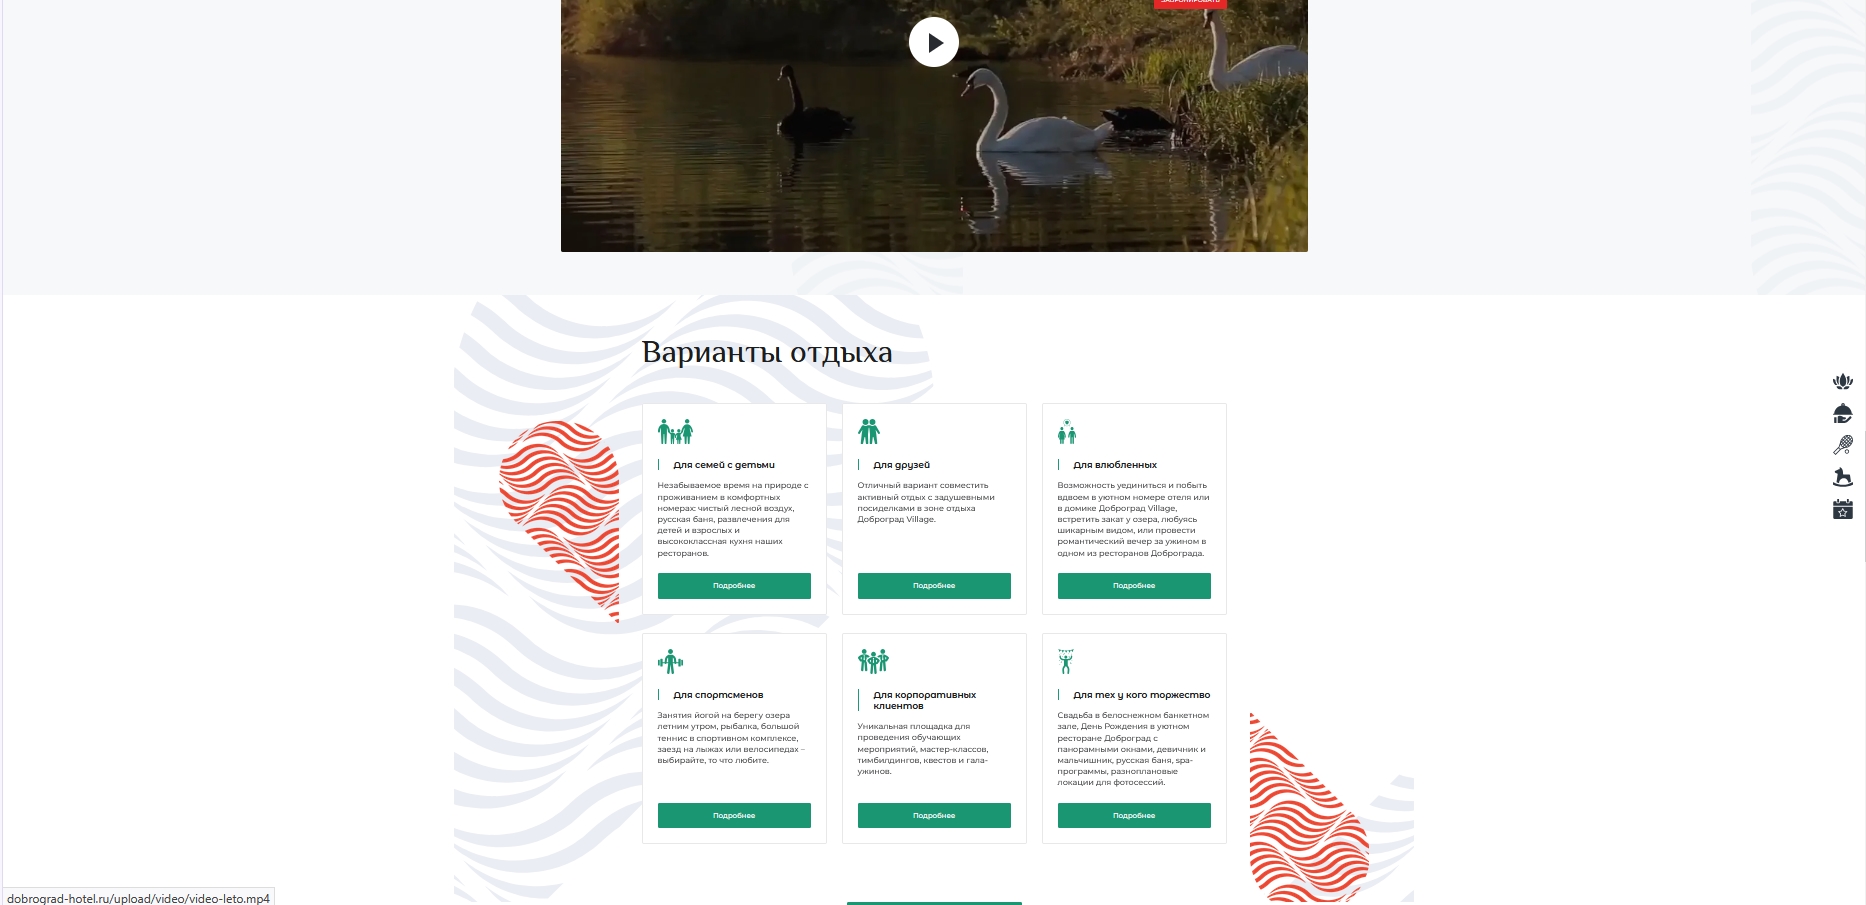 ЗАБРОНИРОВАТЬ
Варианты отдыха
Для семей с детьми
Незабываемое время на природе с
проживанием в комфортных
номерах: чистый лесной воздух,
русская баня, развлечения для
детей и взрослых и
высококлассная кухня наших
ресторанов.
Подробнее
Для друзей
Отличный вариант совместить
активный отдых с задушевными
посиделками в зоне отдыха
Доброград Village.
Подробнее
Для влюбленных
Возможность уединиться и побыть
вдвоем в уютном номере отеля или
в домике Доброград Village,
встретить закат у озера, любуясь
шикарным видом, или провести
романтический вечер за ужином в
одном из ресторанов Доброграда.
Подробнее
Для спортсменов
Занятия йогой на берегу озера
летним утром, рыбалка, большой
теннис в спортивном комплексе,
заезд на лыжах или велосипедах –
выбирайте, то что любите.
Подробнее
Для корпоративных
клиентов
Уникальная площадка для
проведения обучающих
мероприятий, мастер-классов,
тимбилдингов, квестов и гала-
ужинов.
Подробнее
Для тех у кого торжество
Свадьба в белоснежном банкетном
зале, День Рождения в уютном
ресторане Доброград с
панорамными окнами, девичник и
мальчишник, русская баня, spa-
программы, разноплановые
локации для фотосессий.
Подробнее
dobrograd-hotel.ru/upload/video/video-leto.mp4